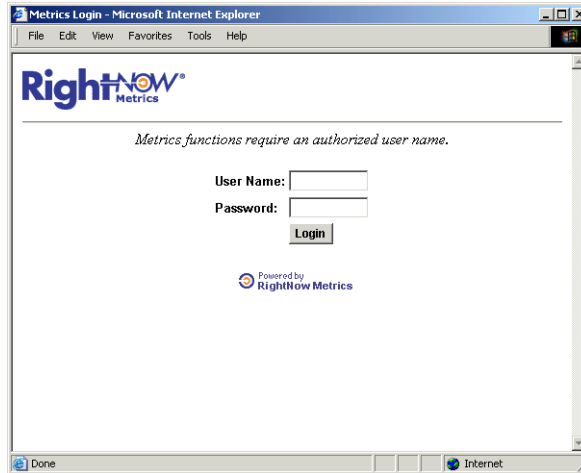 Metrics Login - Microsoft Internet Explorer
File Edit View Favorites Tools Help
RightNOW®
Metrics
Metrics functions require an authorized user name.
User Name:
Password:
Login
Powered by
RightNow Metrics
Done Internet